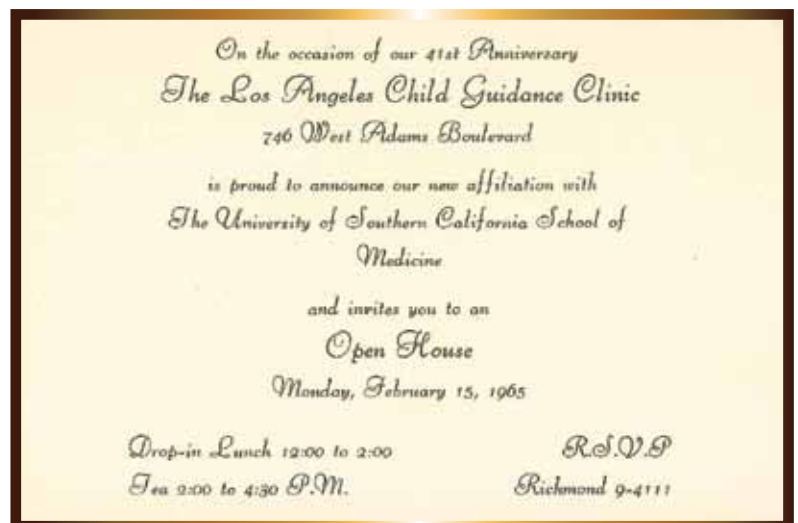 On the occasion of our 41st Anniversary
The Los Angeles Child Guidance Clinic
746 West Adams Boulevard
is proud to announce our new affiliation with
The University of Southern California School of
Medicine
and invites you to an
Open House
Monday, February 15, 1965
Drop-in Lunch 12:00 to 2:00
Tea 2:00 to 4:30 P.M.
R.S.V.P
Richmond 9-4111